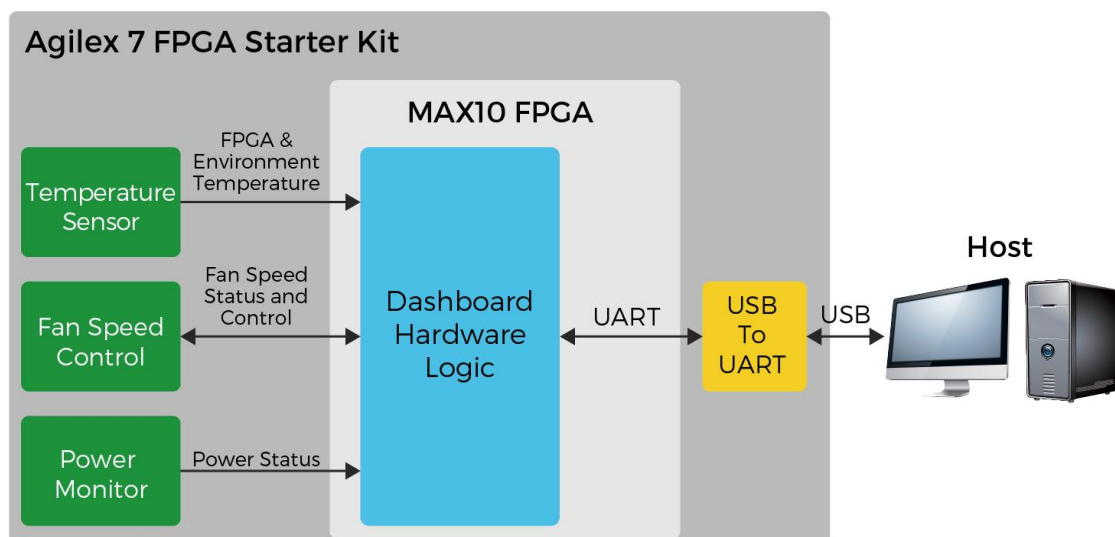 Agilex 7 FPGA Starter Kit
MAX10 FPGA
FPGA &
Environment
Temperature
Temperature
Sensor
Fan Speed
Status and
Control
Fan Speed
Control
Dashboard
Hardware
Logic
UART
USB
To
UART
USB
Host
Power Status
Power
Monitor